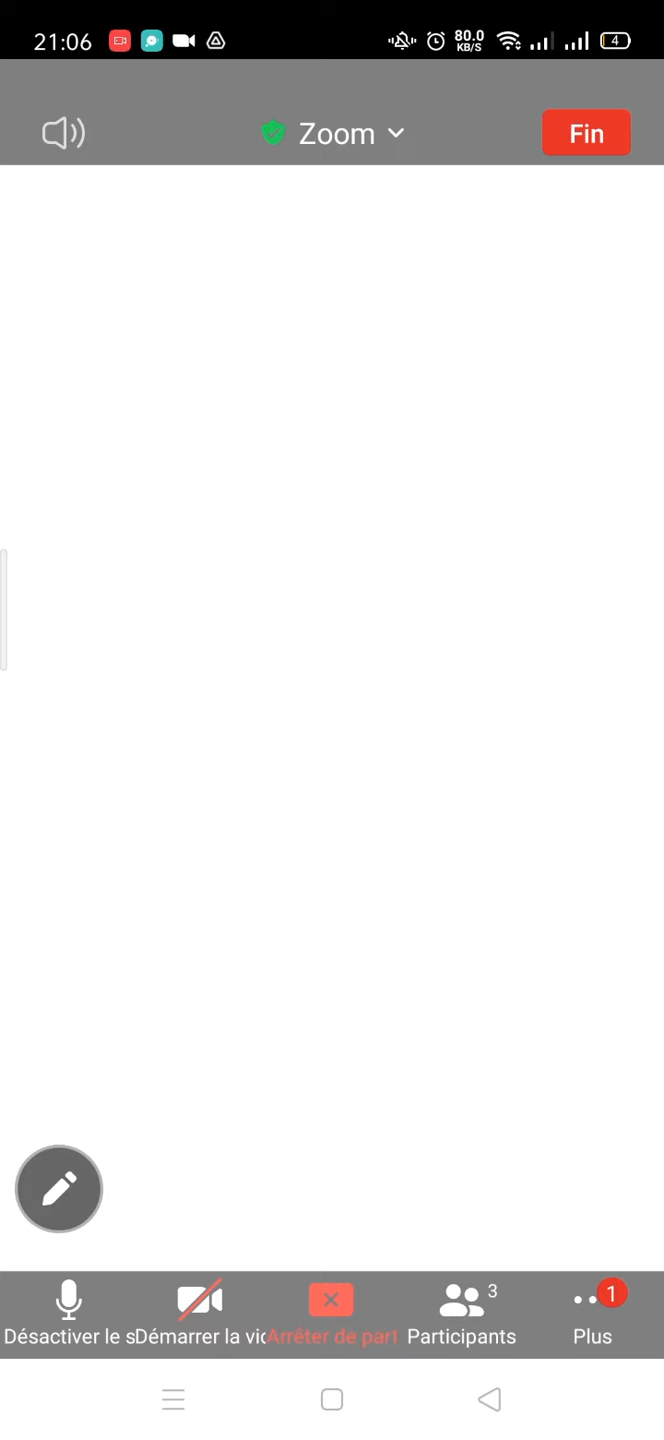 21:06
80.0
KB/S
4
Zoom
Fin
3
1
Désactiver le s
Démarrer la vic
Arrêter de part
Participants
Plus